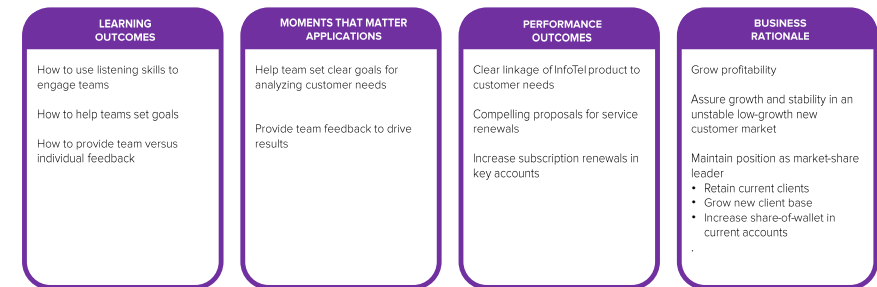 LEARNING
OUTCOMES
How to use listening skills to
engage teams
How to help teams set goals
How to provide team versus
individual feedback
MOMENTS THAT MATTER
APPLICATIONS
Help team set clear goals for
analyzing customer needs
Provide team feedback to drive
results
PERFORMANCE
OUTCOMES
Clear linkage of InfoTel product to
customer needs
Compelling proposals for service
renewals
Increase subscription renewals in
key accounts
BUSINESS
RATIONALE
Grow profitability
Assure growth and stability in an
unstable low-growth new
customer market
Maintain position as market-share
leader
• Retain current clients
• Grow new client base
• Increase share-of-wallet in
current accounts
.